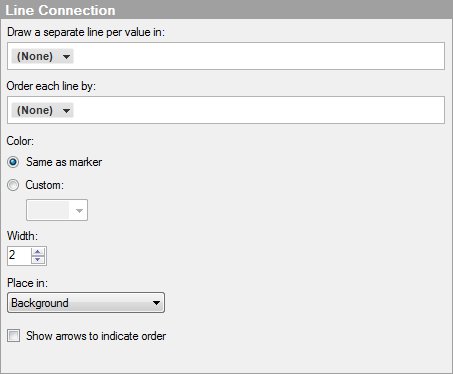 Line Connection
Draw a separate line per value in:
(None)
Order each line by:
(None)
Color:
Same as marker
Custom:
Width:
2
Place in:
Background
Show arrows to indicate order